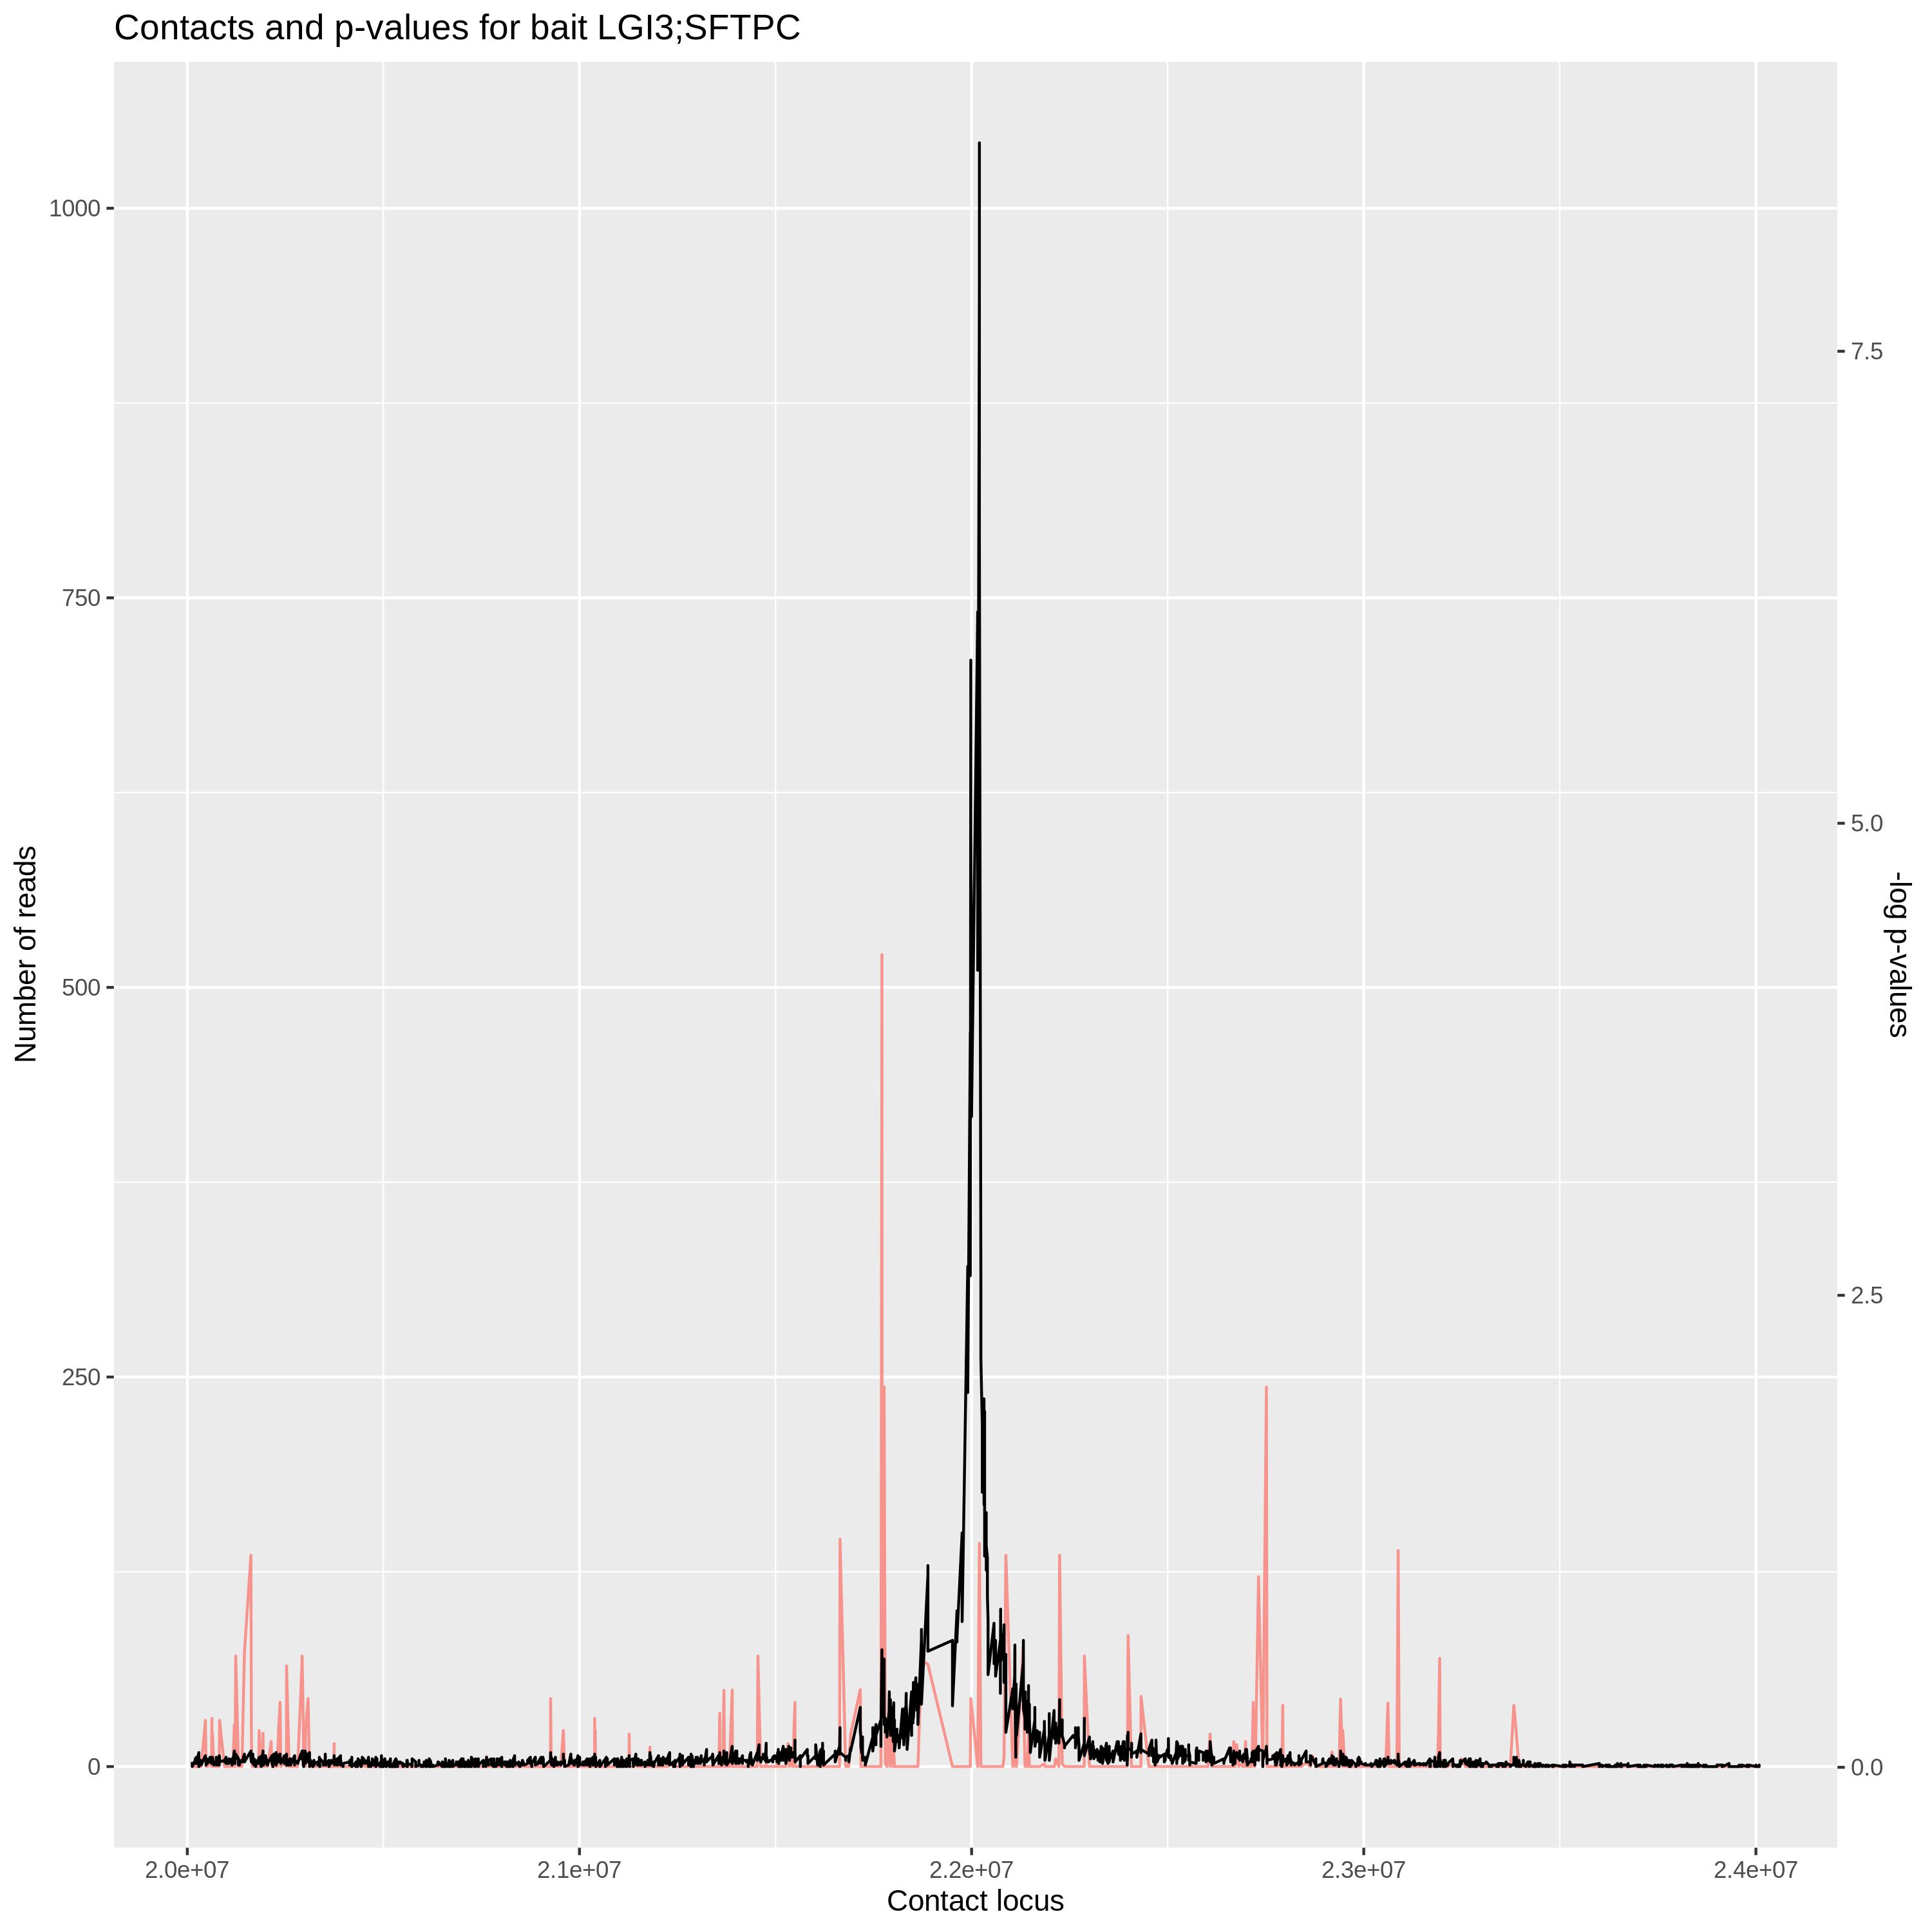 Contacts and p-values for bait LGI3;SFTPC
Number of reads
1000
750
500
250
0
7.5
5.0
2.5
0.0
-log p-values
2.0e+07
2.1e+07
2.2e+07
2.3e+07
2.4e+07
Contact locus